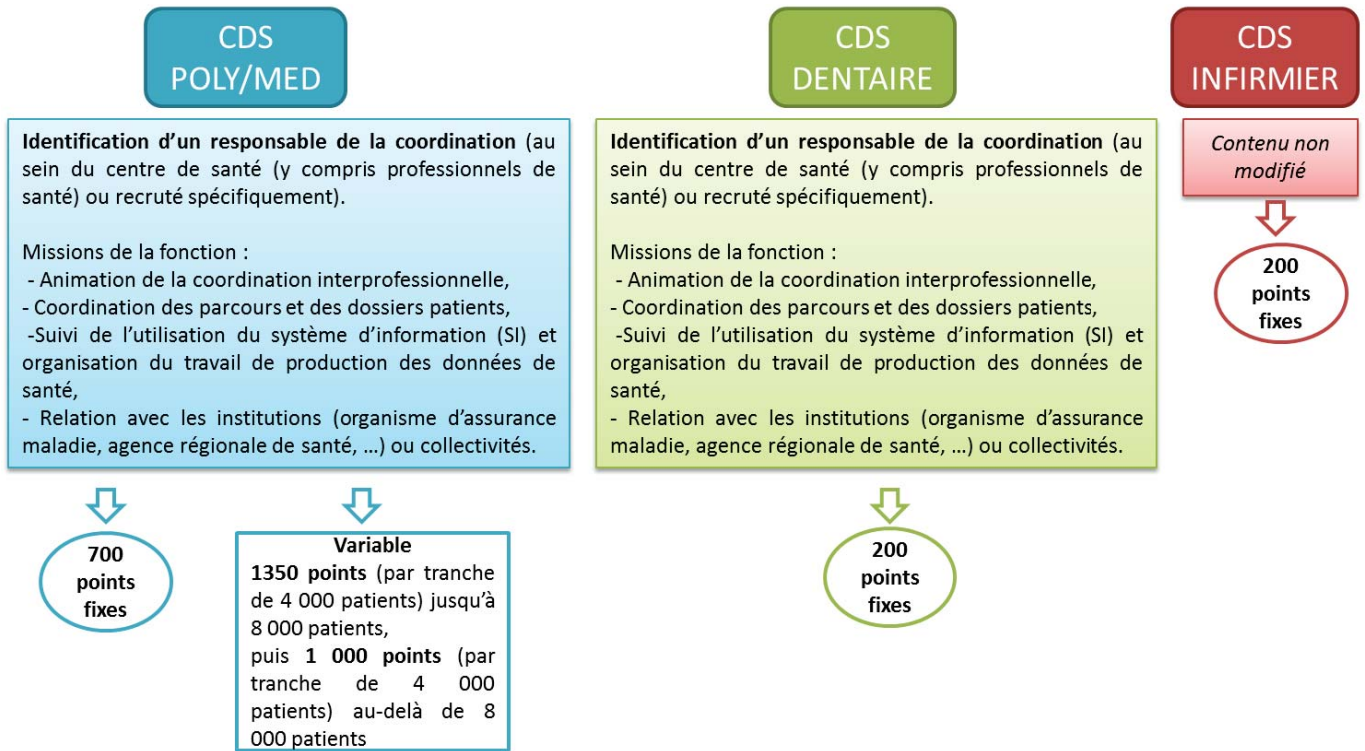 CDS
POLY/MED
Identification d’un responsable de la coordination (au
sein du centre de santé (y compris professionnels de
santé) ou recruté spécifiquement).
Missions de la fonction :
- Animation de la coordination interprofessionnelle,
- Coordination des parcours et des dossiers patients,
-Suivi de l’utilisation du système d’information (SI) et
organisation du travail de production des données de
santé,
- Relation avec les institutions (organisme d’assurance
maladie, agence régionale de santé, …) ou collectivités.
700
points
fixes
Variable
1350 points (par tranche
de 4 000 patients) jusqu’à
8 000 patients,
puis 1 000 points (par
tranche de 4 000
patients) au-delà de 8
000 patients
CDS
DENTAIRE
Identification d’un responsable de la coordination (au
sein du centre de santé (y compris professionnels de
santé) ou recruté spécifiquement).
Missions de la fonction :
- Animation de la coordination interprofessionnelle,
- Coordination des parcours et des dossiers patients,
-Suivi de l’utilisation du système d’information (SI) et
organisation du travail de production des données de
santé,
- Relation avec les institutions (organisme d’assurance
maladie, agence régionale de santé, …) ou collectivités.
200
points
fixes
CDS
INFIRMIER
Contenu non
modifié
200
points
fixes